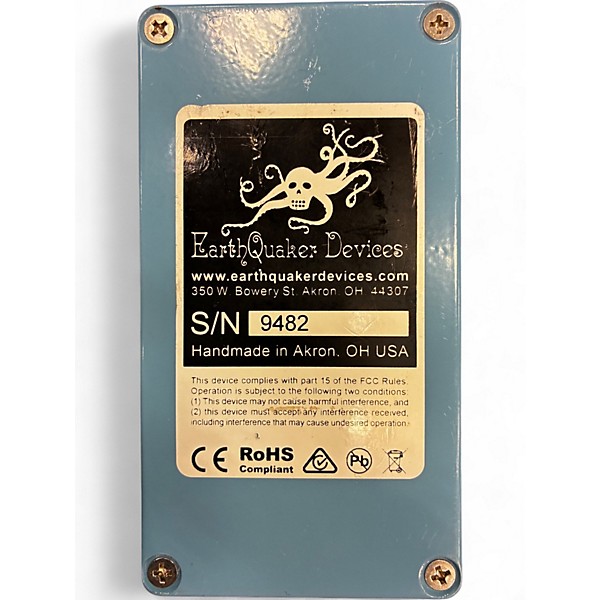 EarthQuaker Devices
www.earthquakerdevices.com
350 W. Bowery St. Akron. OH 44307
S/N 9482
Handmade in Akron. OH USA
This device complies with part 15 of the FCC Rules.
Operation is subject to the following two conditions:
(1) This device may not cause harmful interference, and
(2) this device must accept any interference received,
including interference that may cause undesired operation.
CE RoHS Compliant Pb